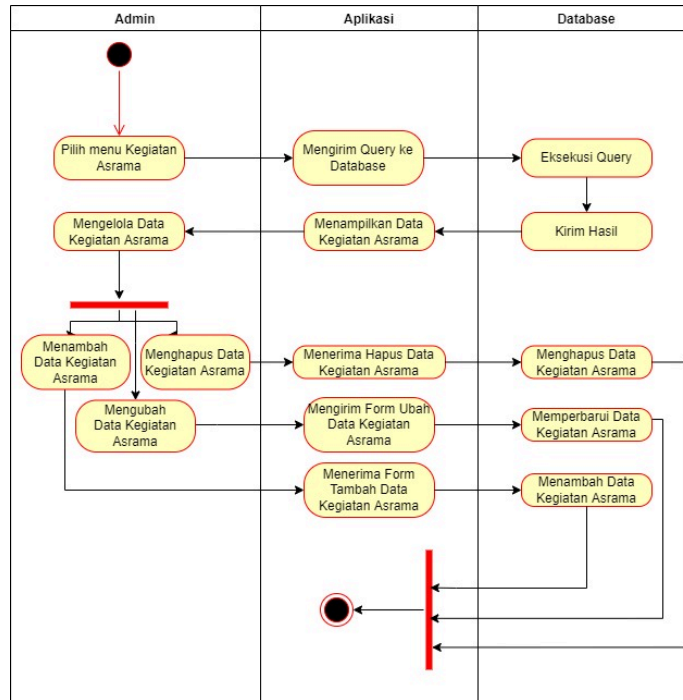 Admin
Aplikasi
Database
Pilih menu Kegiatan
Asrama
Mengirim Query ke
Database
Eksekusi Query
Mengelola Data
Kegiatan Asrama
Menampilkan Data
Kegiatan Asrama
Kirim Hasil
Menambah
Data Kegiatan
Asrama
Menghapus Data
Kegiatan Asrama
Menerima Hapus Data
Kegiatan Asrama
Menghapus Data
Kegiatan Asrama
Mengubah
Data Kegiatan
Asrama
Mengirim Form Ubah
Data Kegiatan
Asrama
Memperbarui Data
Kegiatan Asrama
Menerima Form
Tambah Data
Kegiatan Asrama
Menambah Data
Kegiatan Asrama